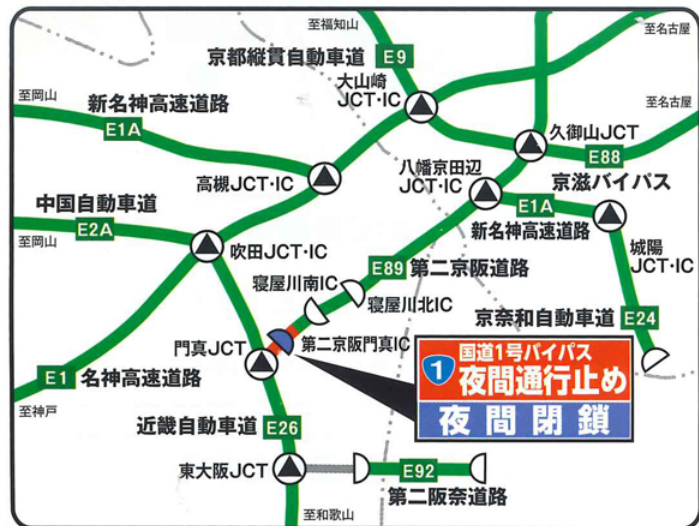 至福知山
至名古屋
京都縦貫自動車道
E9
大山崎
JCT・IC
至岡山
新名神高速道路
E1A
至名古屋
久御山JCT
E88
京滋バイパス
高槻JCT・IC
八幡京田辺
JCT・IC
E1A
新名神高速道路
中国自動車道
E2A
至岡山
吹田JCT・IC
城陽
JCT・IC
E89
第二京阪道路
寝屋川南IC
寝屋川北IC
京奈和自動車道
E24
門真JCT
第二京阪門真IC
1
国道1号バイパス
夜間通行止め
夜間閉鎖
E1
名神高速道路
至神戸
近畿自動車道
E26
東大阪JCT
E92
第二阪奈道路
至和歌山